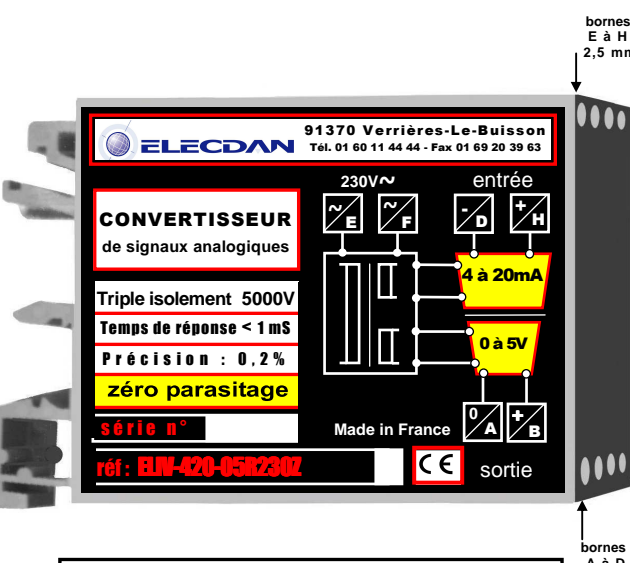 bornes
E à H
2,5 mm
ELECDAN
91370 Verrières-Le-Buisson
Tél. 01 60 11 44 44 - Fax 01 69 20 39 63
230V~
entrée
~ E
~ F
- D
+ H
CONVERTISSEUR
de signaux analogiques
4 à 20mA
Triple isolement 5000V
Temps de réponse < 1 mS
Précision : 0,2%
zéro parasitage
0 à 5V
série n°
Made in France
0 A
+ B
réf : ELIV-420-05R230Z
CE
sortie
bornes
A à D